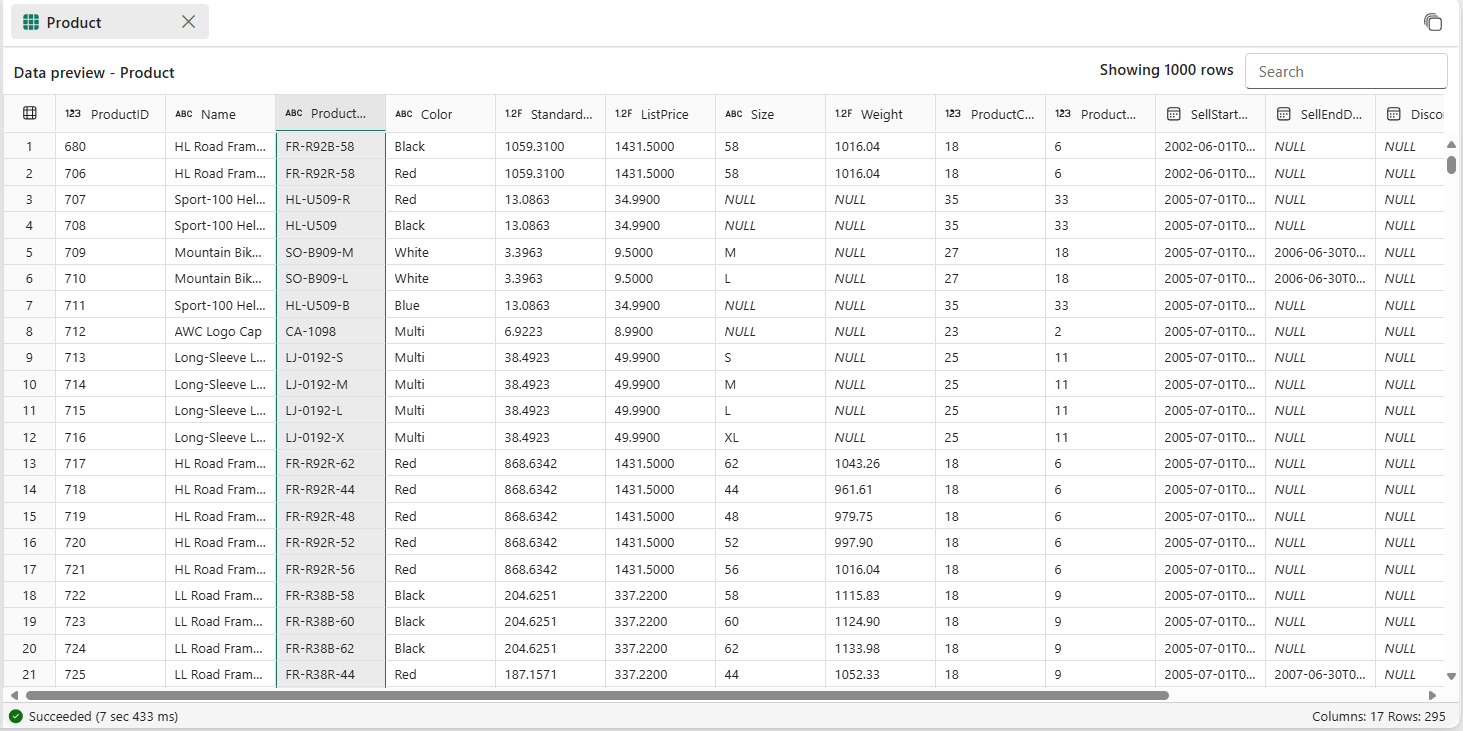 Product
Data preview - Product
Showing 1000 rows
Search
123 ProductID ABC Name ABC Product... ABC Color 1.2F Standard... 1.2F ListPrice ABC Size 1.2F Weight 123 ProductC... 123 Product... SellStart... SellEndD... Disco
1 680 HL Road Fram... FR-R92B-58 Black 1059.3100 1431.5000 58 1016.04 18 6 2002-06-01T0... NULL NULL
2 706 HL Road Fram... FR-R92R-58 Red 1059.3100 1431.5000 58 1016.04 18 6 2002-06-01T0... NULL NULL
3 707 Sport-100 Hel... HL-U509-R Red 13.0863 34.9900 NULL NULL 35 33 2005-07-01T0... NULL NULL
4 708 Sport-100 Hel... HL-U509 Black 13.0863 34.9900 NULL NULL 35 33 2005-07-01T0... NULL NULL
5 709 Mountain Bik... SO-B909-M White 3.3963 9.5000 M NULL 27 18 2005-07-01T0... 2006-06-30T0... NULL
6 710 Mountain Bik... SO-B909-L White 3.3963 9.5000 L NULL 27 18 2005-07-01T0... 2006-06-30T0... NULL
7 711 Sport-100 Hel... HL-U509-B Blue 13.0863 34.9900 NULL NULL 35 33 2005-07-01T0... NULL NULL
8 712 AWC Logo Cap CA-1098 Multi 6.9223 8.9900 NULL NULL 23 2 2005-07-01T0... NULL NULL
9 713 Long-Sleeve L... LJ-0192-S Multi 38.4923 49.9900 S NULL 25 11 2005-07-01T0... NULL NULL
10 714 Long-Sleeve L... LJ-0192-M Multi 38.4923 49.9900 M NULL 25 11 2005-07-01T0... NULL NULL
11 715 Long-Sleeve L... LJ-0192-L Multi 38.4923 49.9900 L NULL 25 11 2005-07-01T0... NULL NULL
12 716 Long-Sleeve L... LJ-0192-X Multi 38.4923 49.9900 XL NULL 25 11 2005-07-01T0... NULL NULL
13 717 HL Road Fram... FR-R92R-62 Red 868.6342 1431.5000 62 1043.26 18 6 2005-07-01T0... NULL NULL
14 718 HL Road Fram... FR-R92R-44 Red 868.6342 1431.5000 44 961.61 18 6 2005-07-01T0... NULL NULL
15 719 HL Road Fram... FR-R92R-48 Red 868.6342 1431.5000 48 979.75 18 6 2005-07-01T0... NULL NULL
16 720 HL Road Fram... FR-R92R-52 Red 868.6342 1431.5000 52 997.90 18 6 2005-07-01T0... NULL NULL
17 721 HL Road Fram... FR-R92R-56 Red 868.6342 1431.5000 56 1016.04 18 6 2005-07-01T0... NULL NULL
18 722 LL Road Fram... FR-R38B-58 Black 204.6251 337.2200 58 1115.83 18 9 2005-07-01T0... NULL NULL
19 723 LL Road Fram... FR-R38B-60 Black 204.6251 337.2200 60 1124.90 18 9 2005-07-01T0... NULL NULL
20 724 LL Road Fram... FR-R38B-62 Black 204.6251 337.2200 62 1133.98 18 9 2005-07-01T0... NULL NULL
21 725 LL Road Fram... FR-R38R-44 Red 187.1571 337.2200 44 1052.33 18 9 2005-07-01T0... 2007-06-30T0... NULL
Succeeded (7 sec 433 ms)
Columns: 17 Rows: 295